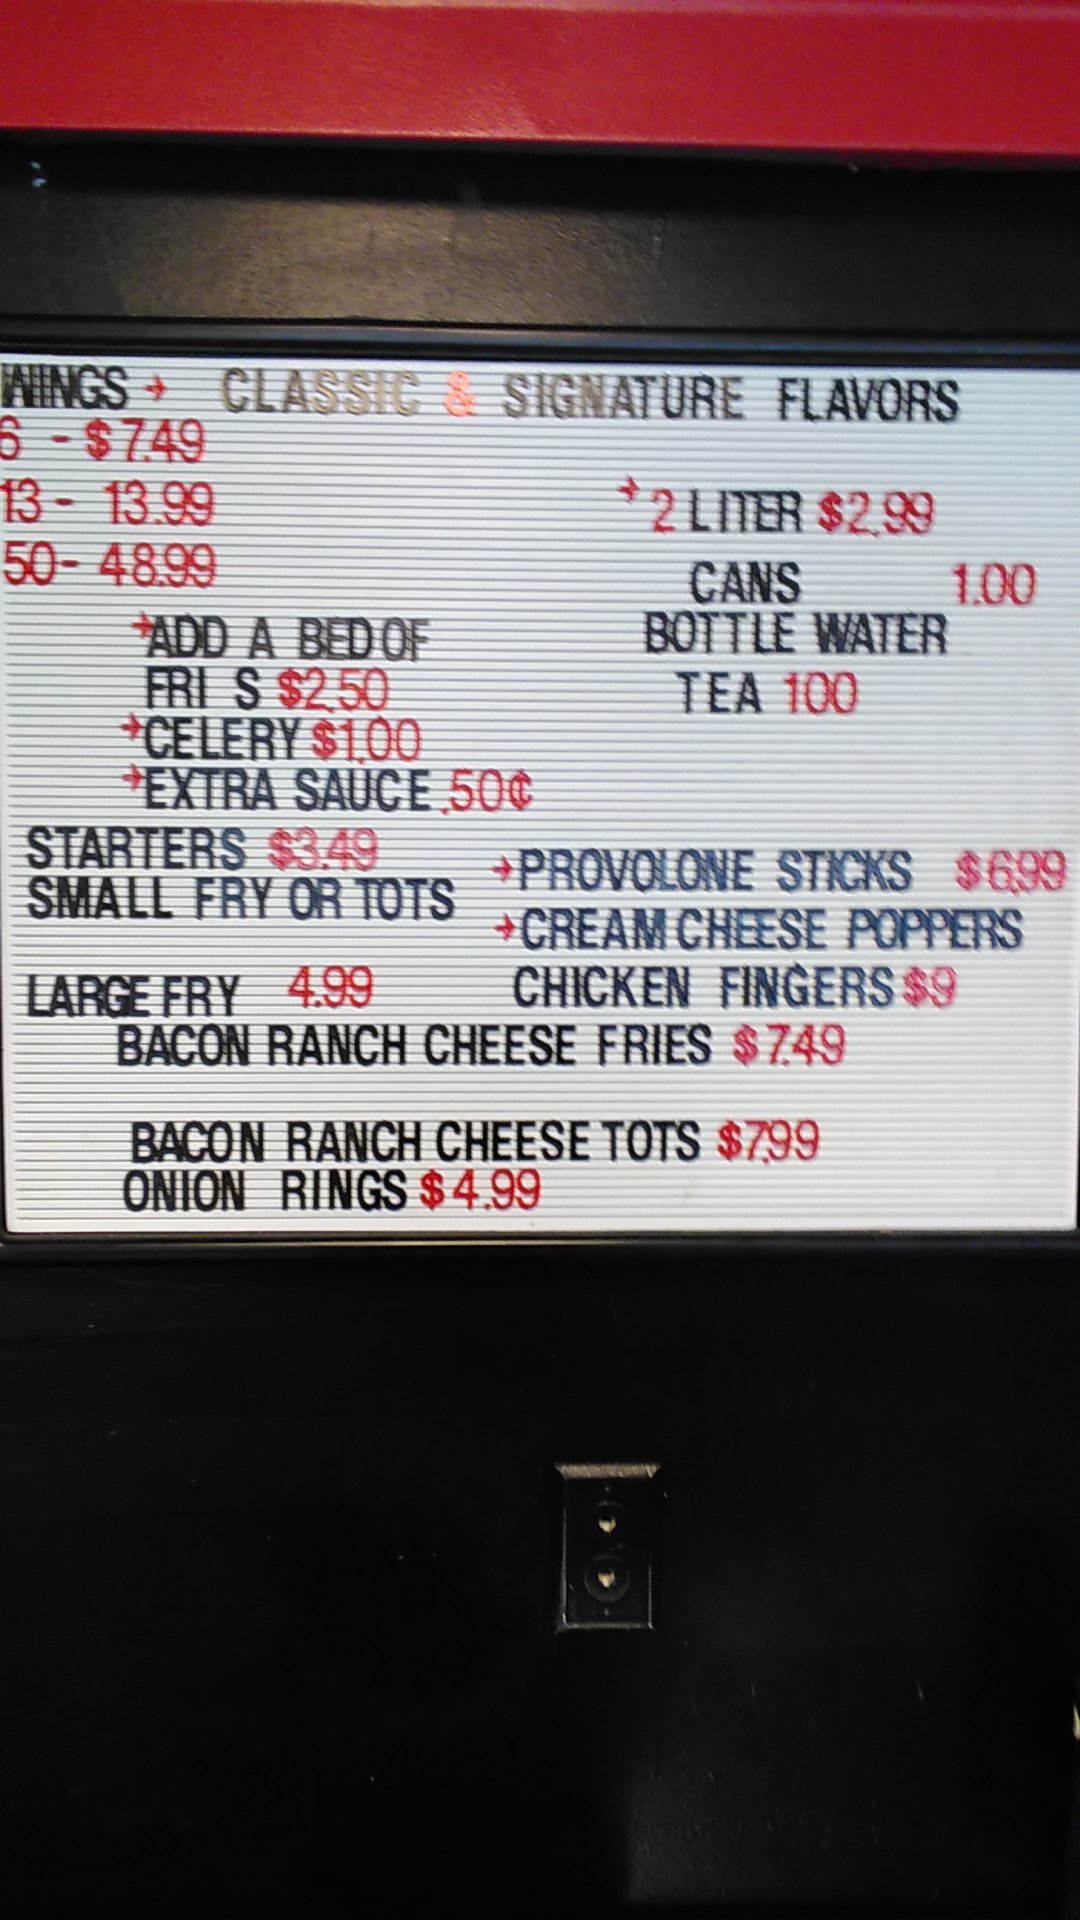 WINGS → CLASSIC & SIGNATURE FLAVORS
6 - $7.49
13 - 13.99
50 - 48.99
→ADD A BED OF
FRI S $2.50
→CELERY $1.00
→EXTRA SAUCE .50¢
→2 LITER $2.99
CANS 1.00
BOTTLE WATER
TEA 100
STARTERS $3.49
SMALL FRY OR TOTS
LARGE FRY 4.99
→PROVOLONE STICKS $6.99
→CREAM CHEESE POPPERS
CHICKEN FINGERS $9
BACON RANCH CHEESE FRIES $7.49
BACON RANCH CHEESE TOTS $7.99
ONION RINGS $4.99